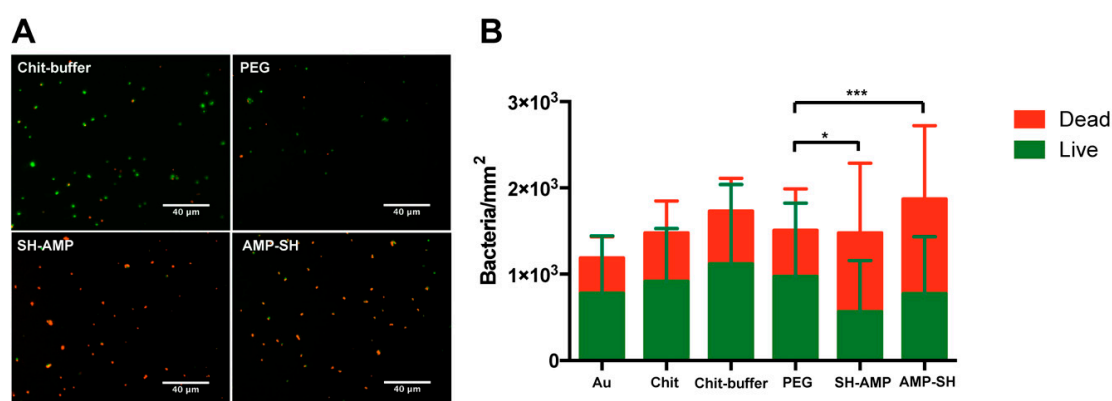 A
Chit-buffer
40 µm
PEG
40 µm
SH-AMP
40 µm
AMP-SH
40 µm
B
Bacteria/mm²
3×10³
2×10³
1×10³
0
***
*
Au
Chit
Chit-buffer
PEG
SH-AMP
AMP-SH
Dead
Live